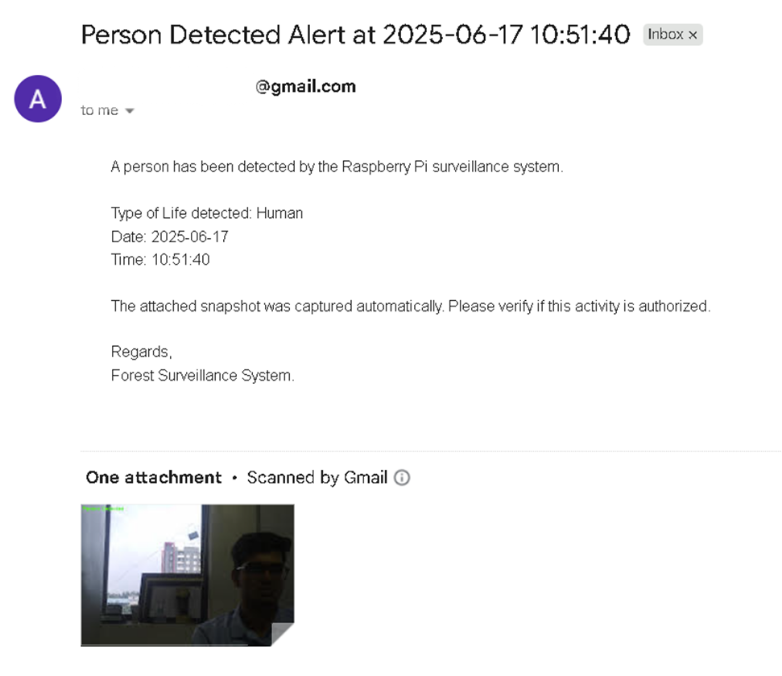 Person Detected Alert at 2025-06-17 10:51:40 Inbox ×
A
@gmail.com
to me
A person has been detected by the Raspberry Pi surveillance system.
Type of Life detected: Human
Date: 2025-06-17
Time: 10:51:40
The attached snapshot was captured automatically. Please verify if this activity is authorized.
Regards,
Forest Surveillance System.
One attachment • Scanned by Gmail